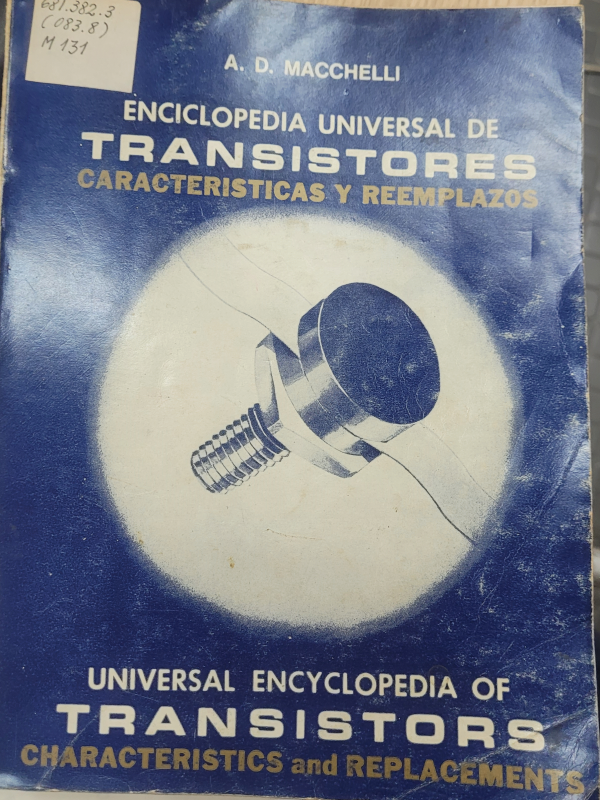 681.382.3
(083.8)
M 131
A. D. MACCHELLI
ENCICLOPEDIA UNIVERSAL DE
TRANSISTORES
CARACTERISTICAS Y REEMPLAZOS
UNIVERSAL ENCYCLOPEDIA OF
TRANSISTORS
CHARACTERISTICS and REPLACEMENTS